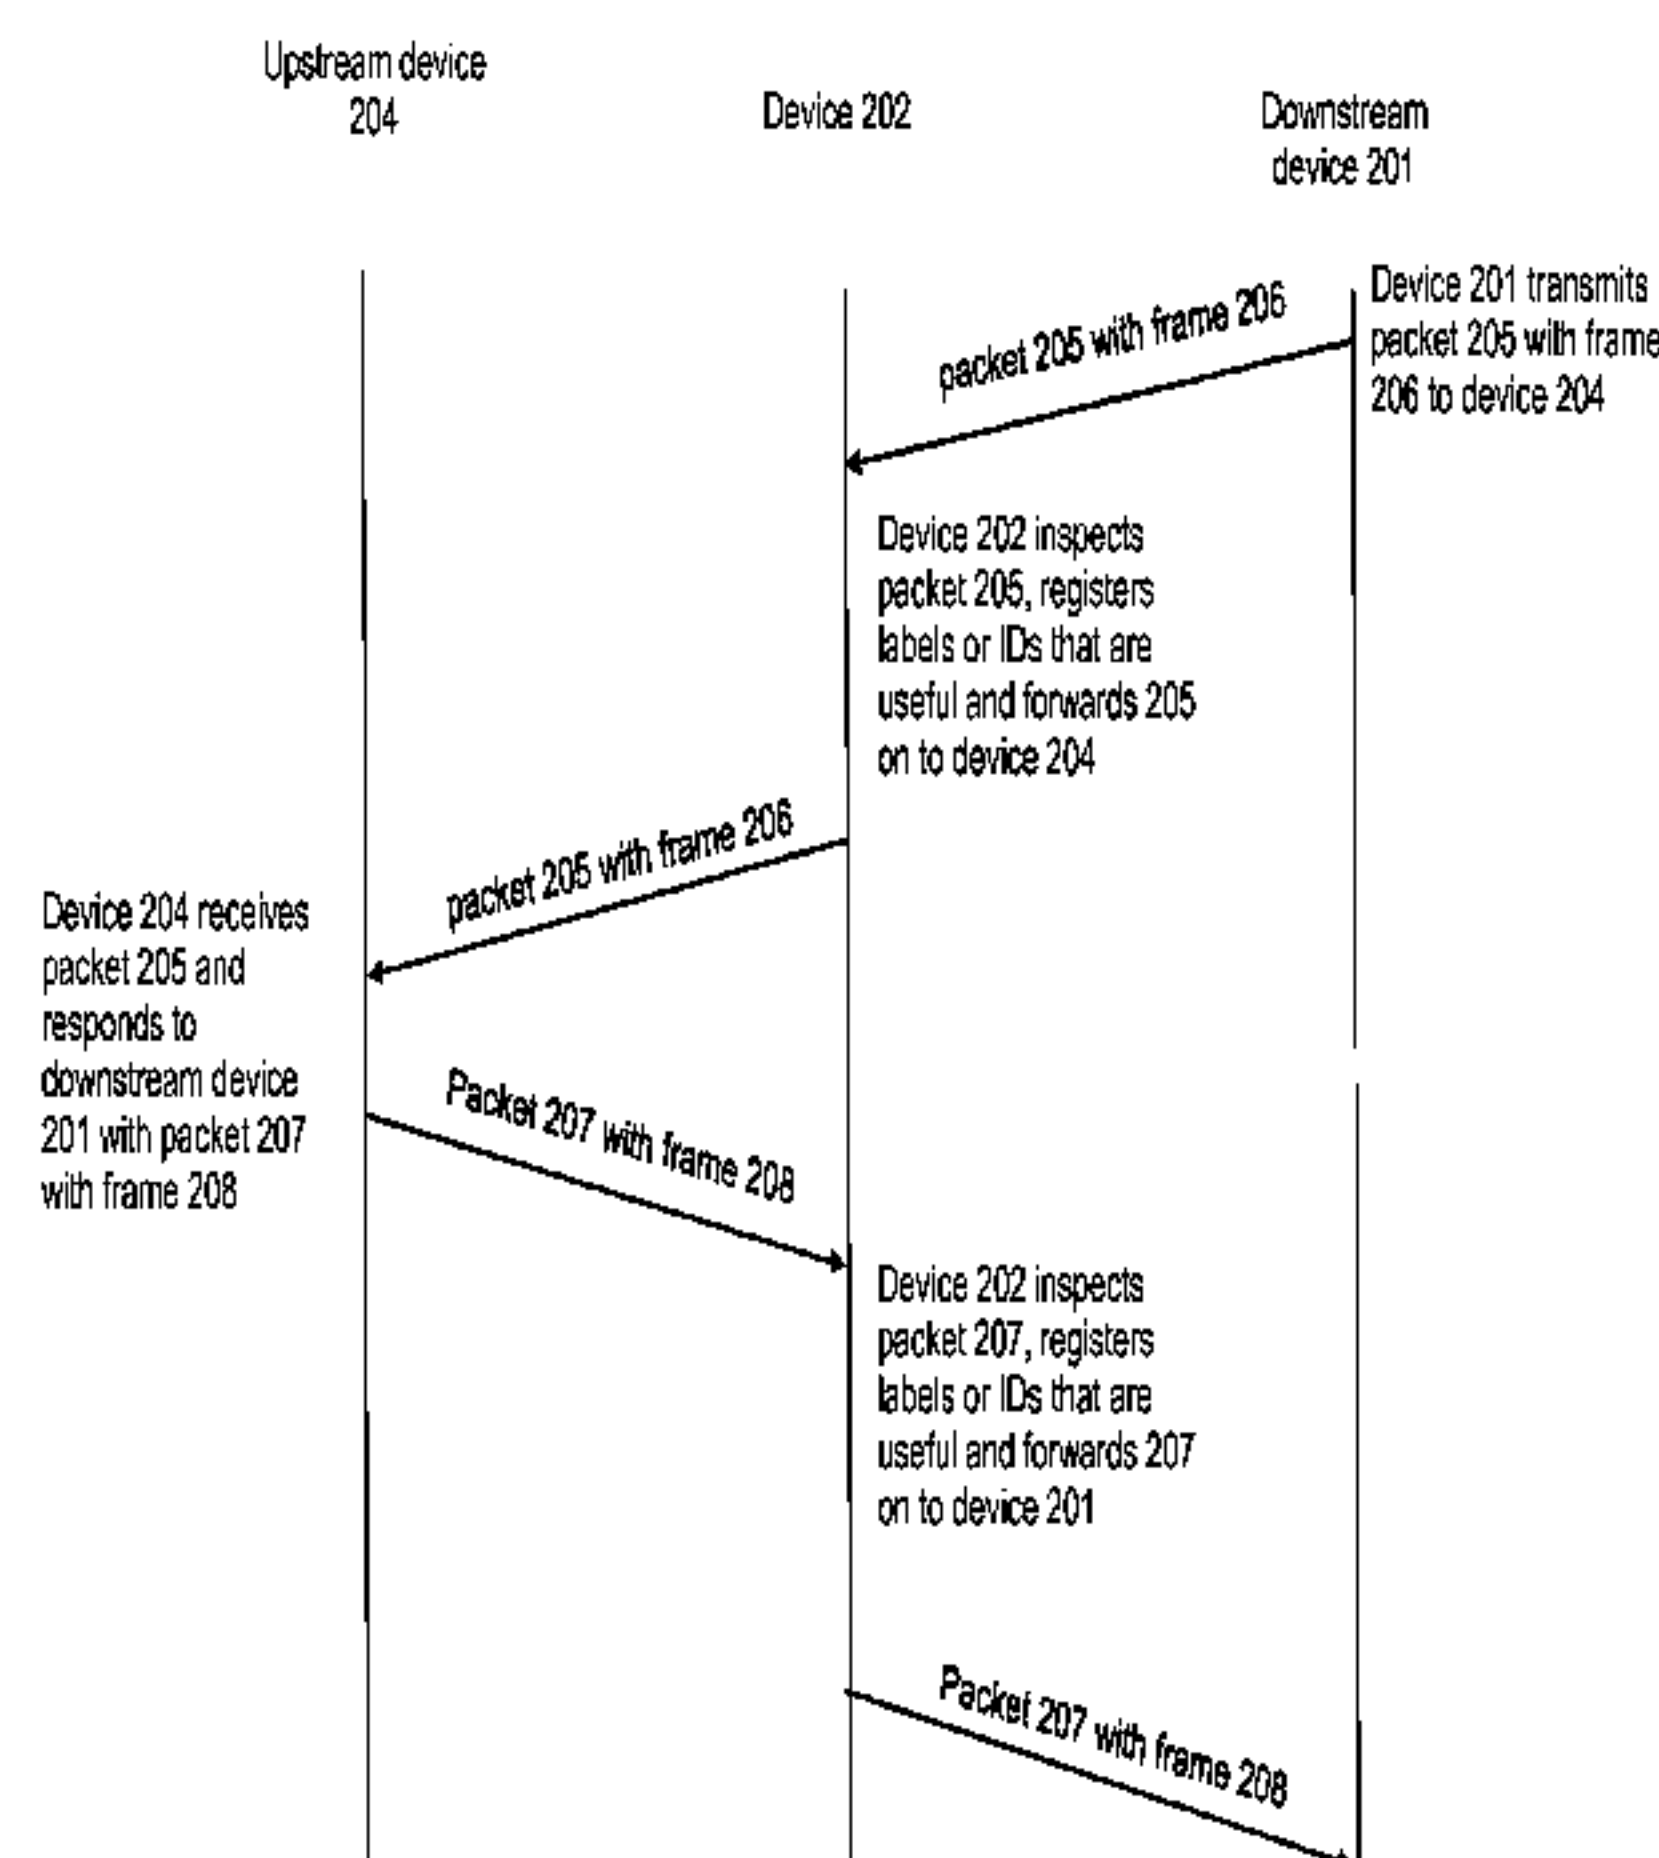 Upstream device
204
Device 202
Downstream
device 201
Device 201 transmits
packet 205 with frame
206 to device 204
packet 205 with frame 206
Device 202 inspects
packet 205, registers
labels or IDs that are
useful and forwards 205
on to device 204
packet 205 with frame 206
Device 204 receives
packet 205 and
responds to
downstream device
201 with packet 207
with frame 208
Packet 207 with frame 208
Device 202 inspects
packet 207, registers
labels or IDs that are
useful and forwards 207
on to device 201
Packet 207 with frame 208